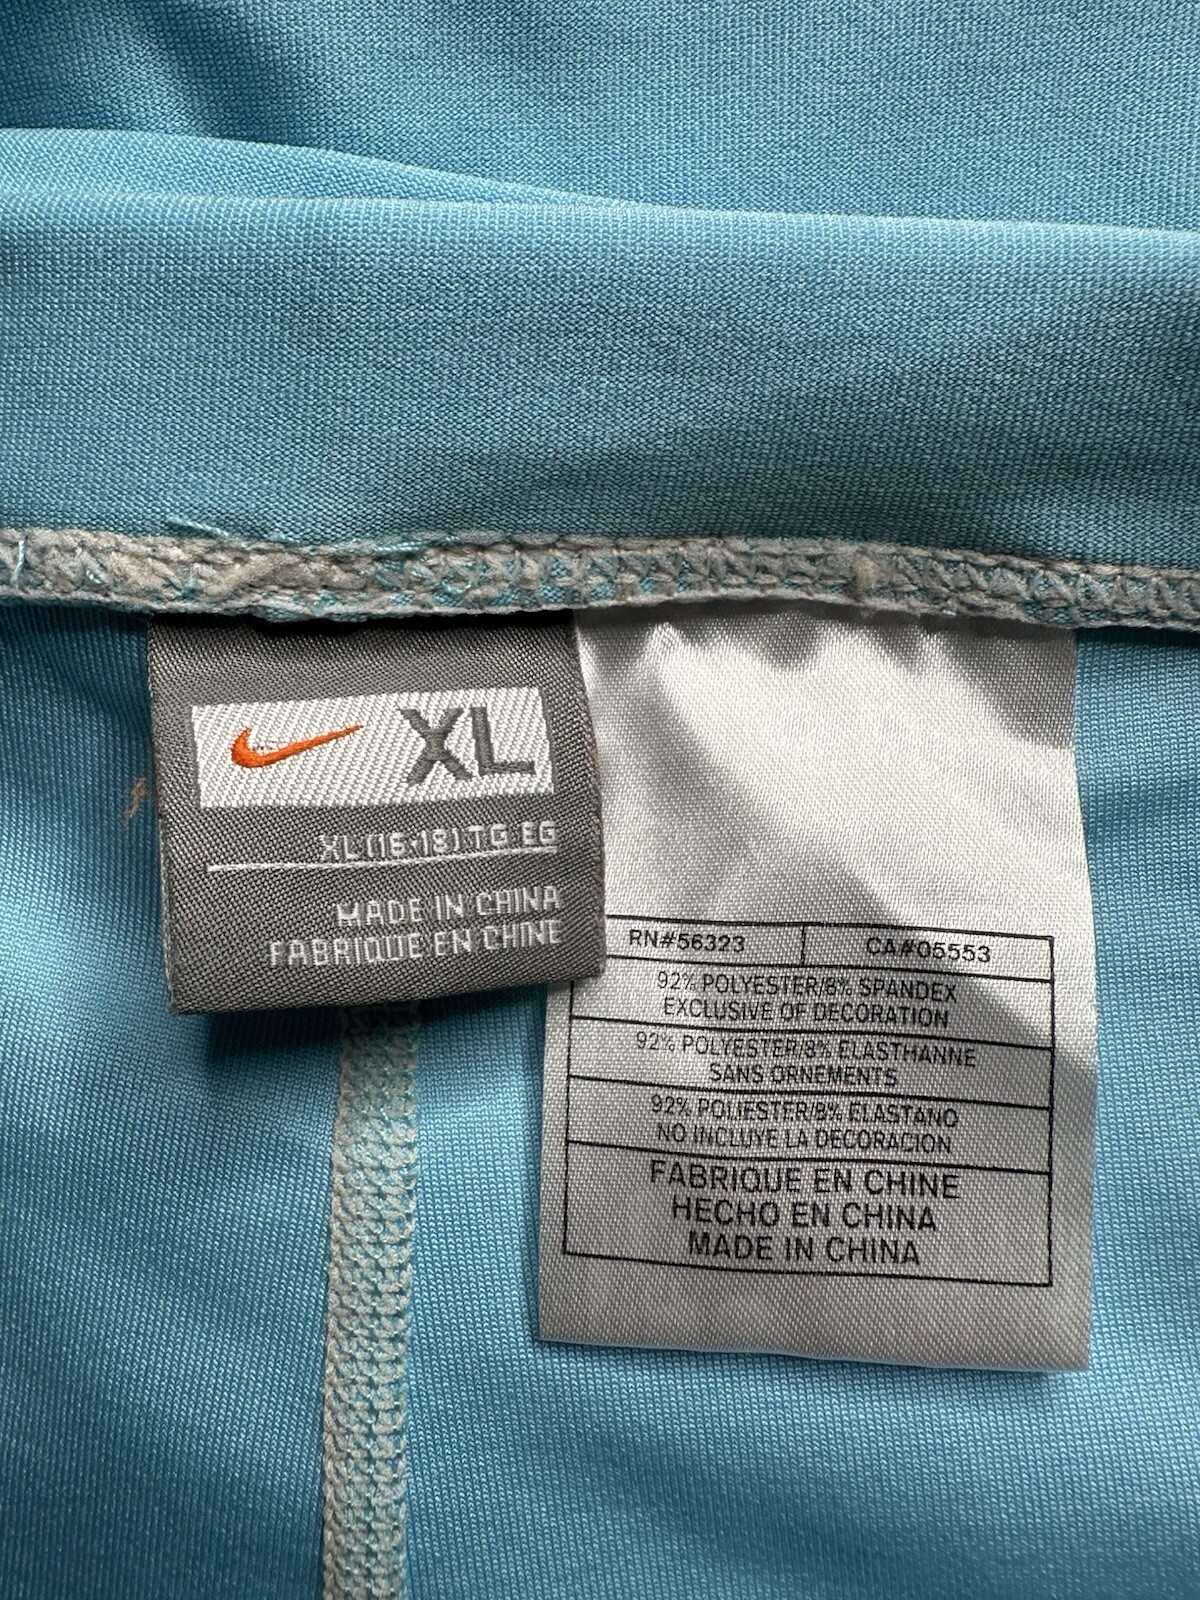 XL
XL(16-18)TG EG
MADE IN CHINA
FABRIQUE EN CHINE
RN#56323
CA#05553
92% POLYESTER/8% SPANDEX
EXCLUSIVE OF DECORATION
92% POLYESTER/8% ELASTHANNE
SANS ORNEMENTS
92% POLIESTER/8% ELASTANO
NO INCLUYE LA DECORACION
FABRIQUE EN CHINE
HECHO EN CHINA
MADE IN CHINA